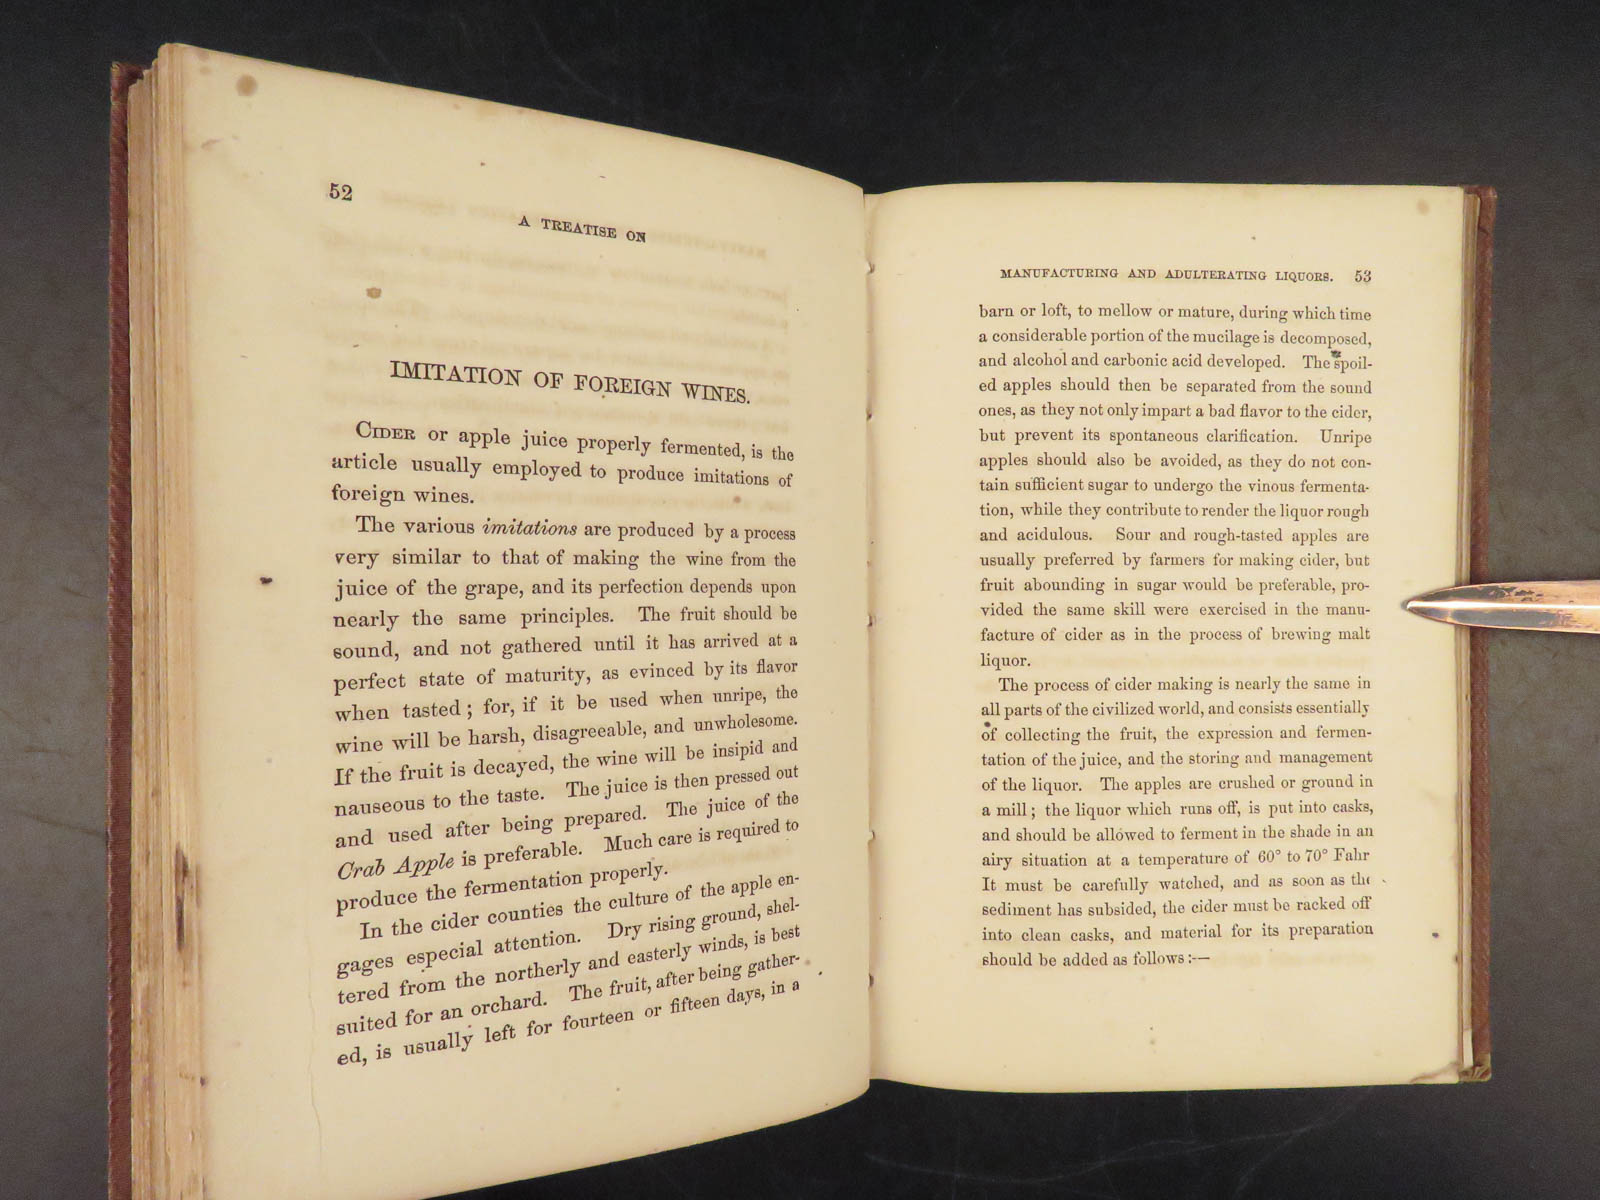 52
A TREATISE ON
IMITATION OF FOREIGN WINES.
CIDER or apple juice properly fermented, is the
article usually employed to produce imitations of
foreign wines.
The various imitations are produced by a process
very similar to that of making the wine from the
juice of the grape, and its perfection depends upon
nearly the same principles. The fruit should be
sound, and not gathered until it has arrived at a
perfect state of maturity, as evinced by its flavor
when tasted; for, if it be used when unripe, the
wine will be harsh, disagreeable, and unwholesome.
If the fruit is decayed, the wine will be insipid and
nauseous to the taste. The juice is then pressed out
and used after being prepared. The juice of the
Crab Apple is preferable. Much care is required to
produce the fermentation properly.
In the cider counties the culture of the apple en-
gages especial attention. Dry rising ground, shel-
tered from the northerly and easterly winds, is best
suited for an orchard. The fruit, after being gather-
ed, is usually left for fourteen or fifteen days, in a
MANUFACTURING AND ADULTERATING LIQUORS. 53
barn or loft, to mellow or mature, during which time
a considerable portion of the mucilage is decomposed,
and alcohol and carbonic acid developed. The spoil-
ed apples should then be separated from the sound
ones, as they not only impart a bad flavor to the cider,
but prevent its spontaneous clarification. Unripe
apples should also be avoided, as they do not con-
tain sufficient sugar to undergo the vinous fermenta-
tion, while they contribute to render the liquor rough
and acidulous. Sour and rough-tasted apples are
usually preferred by farmers for making cider, but
fruit abounding in sugar would be preferable, pro-
vided the same skill were exercised in the manu-
facture of cider as in the process of brewing malt
liquor.
The process of cider making is nearly the same in
all parts of the civilized world, and consists essentially
of collecting the fruit, the expression and fermen-
tation of the juice, and the storing and management
of the liquor. The apples are crushed or ground in
a mill; the liquor which runs off, is put into casks,
and should be allowed to ferment in the shade in an
airy situation at a temperature of 60° to 70° Fahr
It must be carefully watched, and as soon as the
sediment has subsided, the cider must be racked off
into clean casks, and material for its preparation
should be added as follows:—